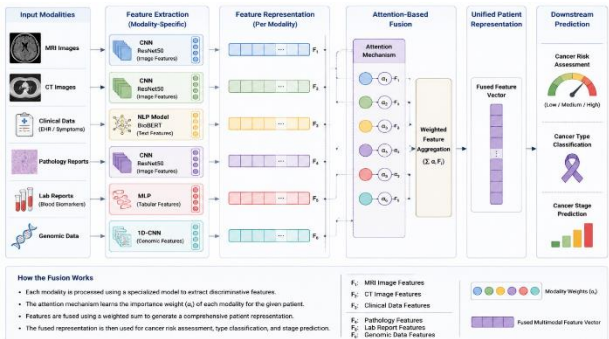 Input Modalities
Feature Extraction
(Modality-Specific)
Feature Representation
(Per Modality)
Attention-Based
Fusion
Unified Patient
Representation
Downstream
Prediction
MRI Images
CT Images
Clinical Data
(EHR / Symptoms)
Pathology Reports
Lab Reports
(Blood Biomarkers)
Genomic Data
CNN
ResNet50
(Image Features)
CNN
ResNet50
(Image Features)
NLP Model
BioBERT
(Text Features)
CNN
ResNet50
(Image Features)
MLP
(Tabular Features)
1D-CNN
(Genomic Features)
... F₁
... F₂
... F₃
... F₄
... F₅
... F₆
Attention
Mechanism
Weighted
Feature
Aggregation
(Σ αᵢ Fᵢ)
Fused Feature
Vector
Cancer Risk
Assessment
(Low / Medium / High)
Cancer Type
Classification
Cancer Stage
Prediction
How the Fusion Works
• Each modality is processed using a specialized model to extract discriminative features.
• The attention mechanism learns the importance weight (αᵢ) of each modality for the given patient.
• Features are fused using a weighted sum to generate a comprehensive patient representation.
• The fused representation is then used for cancer risk assessment, type classification, and stage prediction.
F₁: MRI Image Features
F₂: CT Image Features
F₃: Clinical Data Features
F₄: Pathology Features
F₅: Lab Report Features
F₆: Genomic Data Features
Modality Weights (αᵢ)
Fused Multimodal Feature Vector